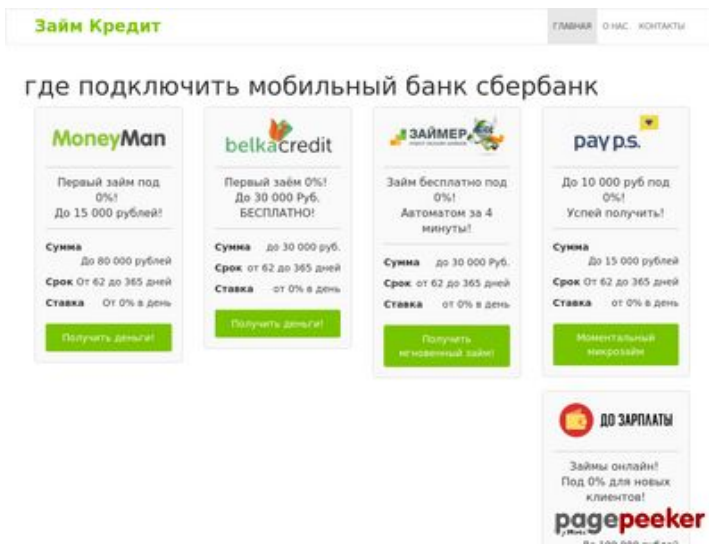 Займ Кредит
ГЛАВНАЯ О НАС КОНТАКТЫ
где подключить мобильный банк сбербанк
MoneyMan
Первый займ под
0%!
До 15 000 рублей!
Сумма
До 80 000 рублей
Срок От 62 до 365 дней
Ставка От 0% в день
Получить деньги!
belkacredit
Первый заём 0%!
До 30 000 Руб.
БЕСПЛАТНО!
Сумма до 30 000 руб.
Срок от 62 до 365 дней
Ставка от 0% в день
Получить деньги!
ЗАЙМЕР
Займ бесплатно под
0%!
Автоматом за 4
минуты!
Сумма до 30 000 Руб.
Срок от 62 до 365 дней
Ставка от 0% в день
Получить
мгновенный займ!
pay p.s.
До 10 000 руб под
0%!
Успей получить!
Сумма
До 15 000 рублей
Срок От 62 до 365 дней
Ставка От 0% в день
Моментальный
микрозайм
ДО ЗАРПЛАТЫ
Займы онлайн!
Под 0% для новых
клиентов!
pagepeeker
До 100 000 рублей